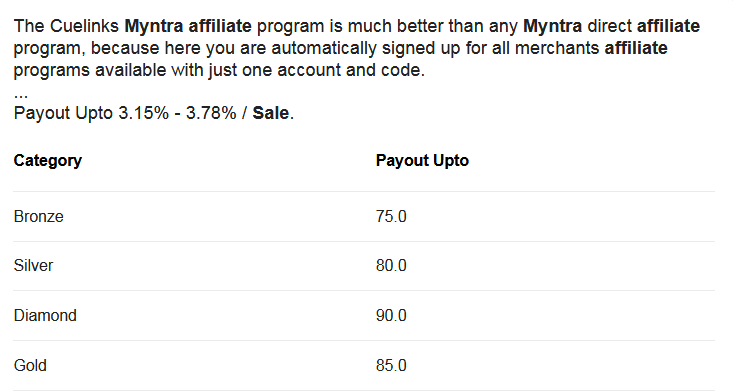 The Cuelinks Myntra affiliate program is much better than any Myntra direct affiliate
program, because here you are automatically signed up for all merchants affiliate
programs available with just one account and code.
...
Payout Upto 3.15% - 3.78% / Sale.
Category Payout Upto
Bronze 75.0
Silver 80.0
Diamond 90.0
Gold 85.0